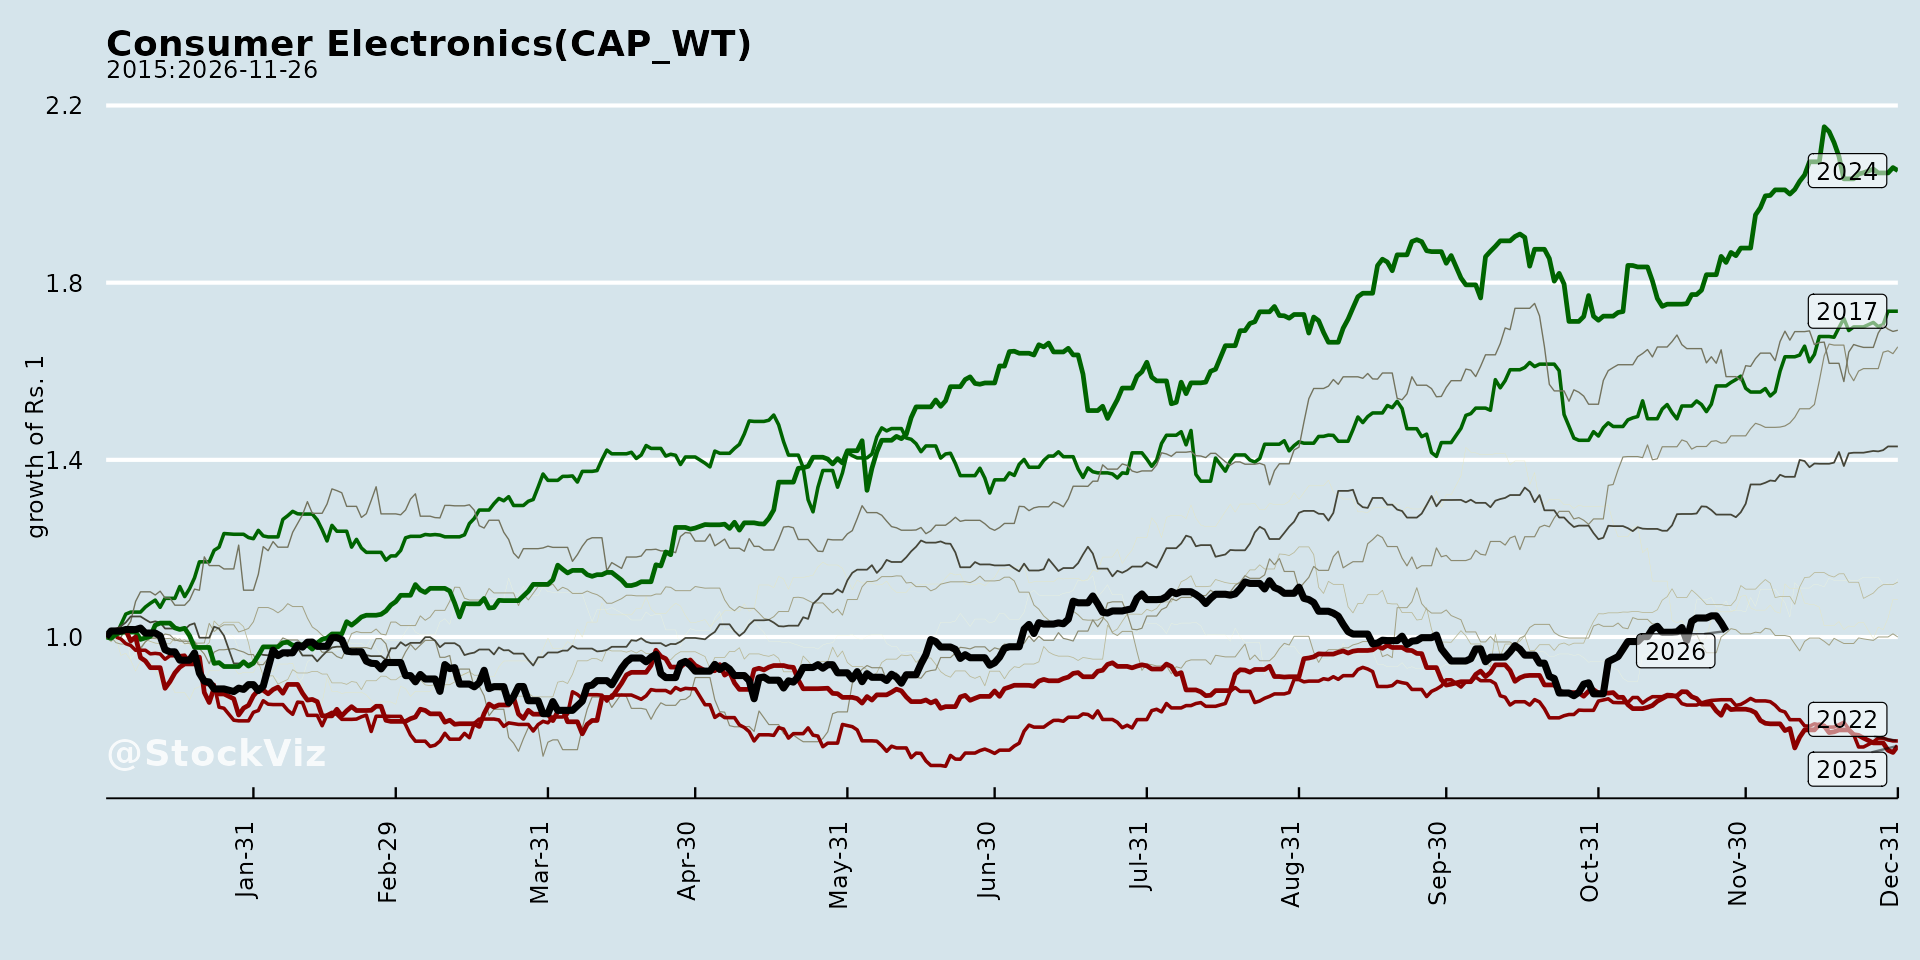 Consumer Electronics(CAP_WT)
2015:2026-11-26
growth of Rs. 1
2.2
1.8
1.4
1.0
2024
2017
2026
2022
2025
@StockViz
Jan-31
Feb-29
Mar-31
Apr-30
May-31
Jun-30
Jul-31
Aug-31
Sep-30
Oct-31
Nov-30
Dec-31